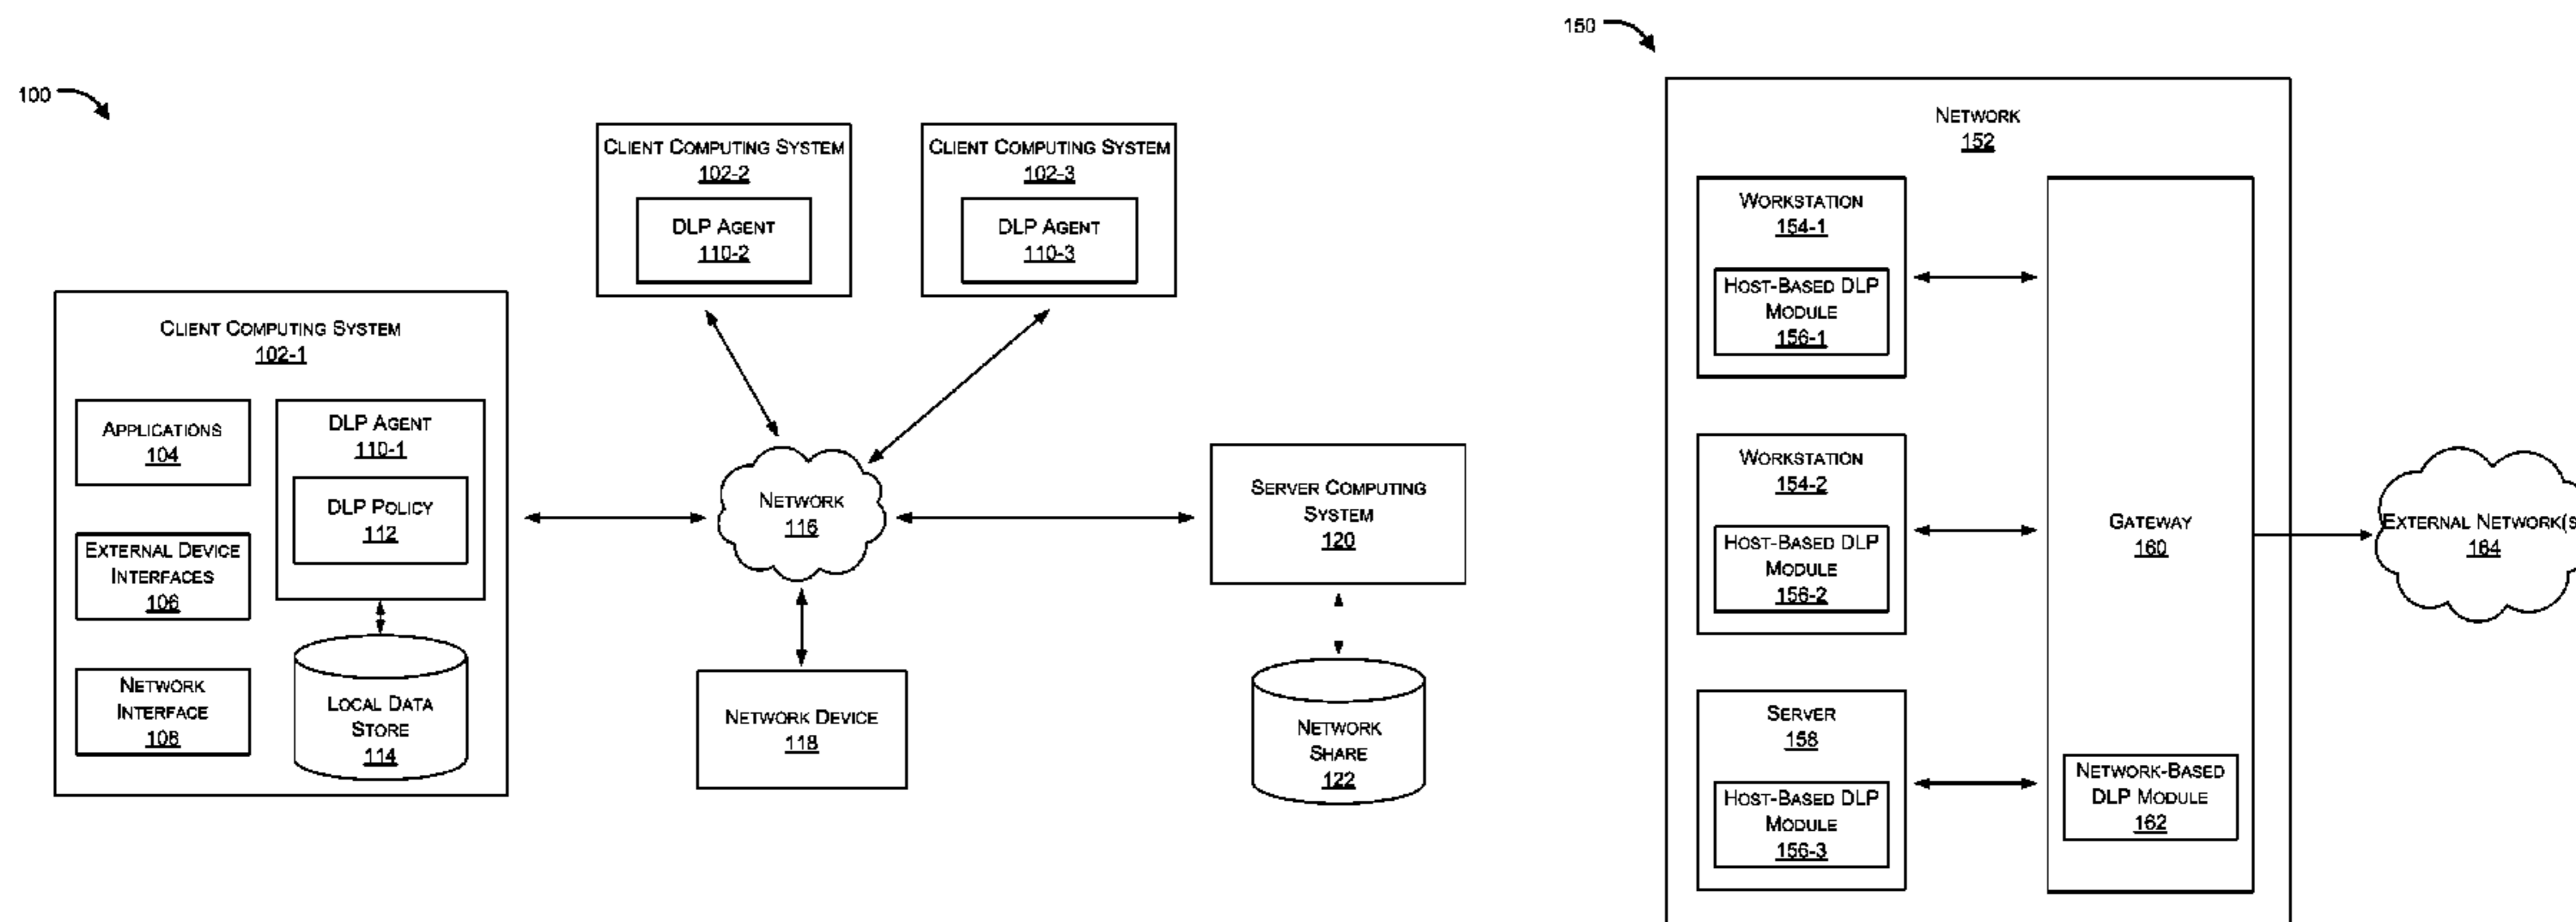 100
CLIENT COMPUTING SYSTEM
102-1
APPLICATIONS
104
EXTERNAL DEVICE
INTERFACES
106
NETWORK
INTERFACE
108
DLP AGENT
110-1
DLP POLICY
112
LOCAL DATA
STORE
114
CLIENT COMPUTING SYSTEM
102-2
DLP AGENT
110-2
CLIENT COMPUTING SYSTEM
102-3
DLP AGENT
110-3
NETWORK
116
NETWORK DEVICE
118
SERVER COMPUTING
SYSTEM
120
NETWORK
SHARE
122
150
NETWORK
152
WORKSTATION
154-1
HOST-BASED DLP
MODULE
156-1
WORKSTATION
154-2
HOST-BASED DLP
MODULE
156-2
SERVER
158
HOST-BASED DLP
MODULE
156-3
GATEWAY
160
NETWORK-BASED
DLP MODULE
162
EXTERNAL NETWORK(S
164